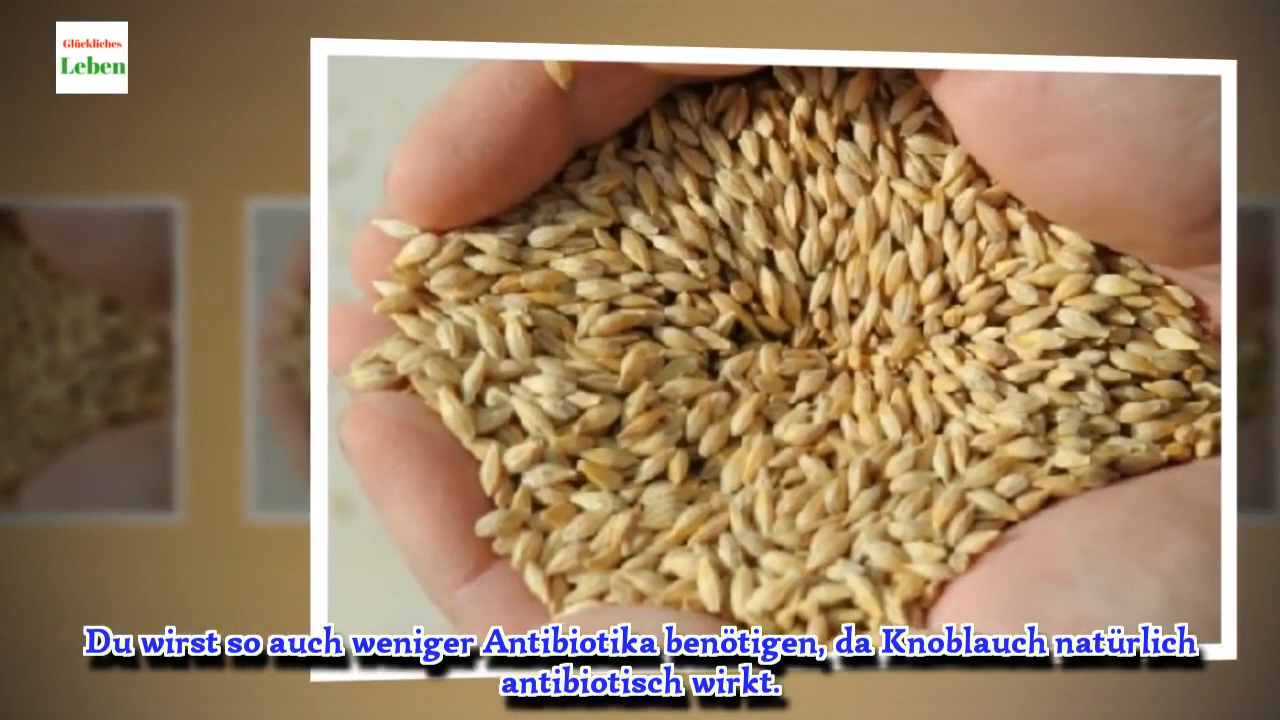 Glückliches
Leben
Du wirst so auch weniger Antibiotika benötigen, da Knoblauch natürlich
antibiotisch wirkt.